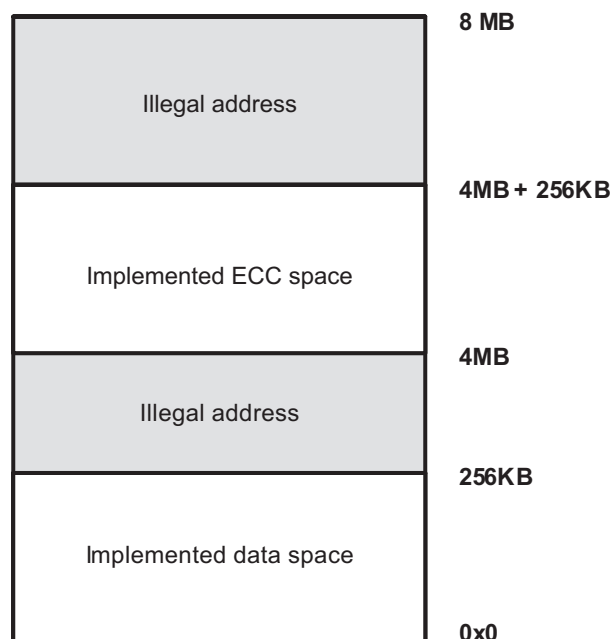 8 MB
Illegal address
4MB + 256KB
Implemented ECC space
4MB
Illegal address
256KB
Implemented data space
0x0